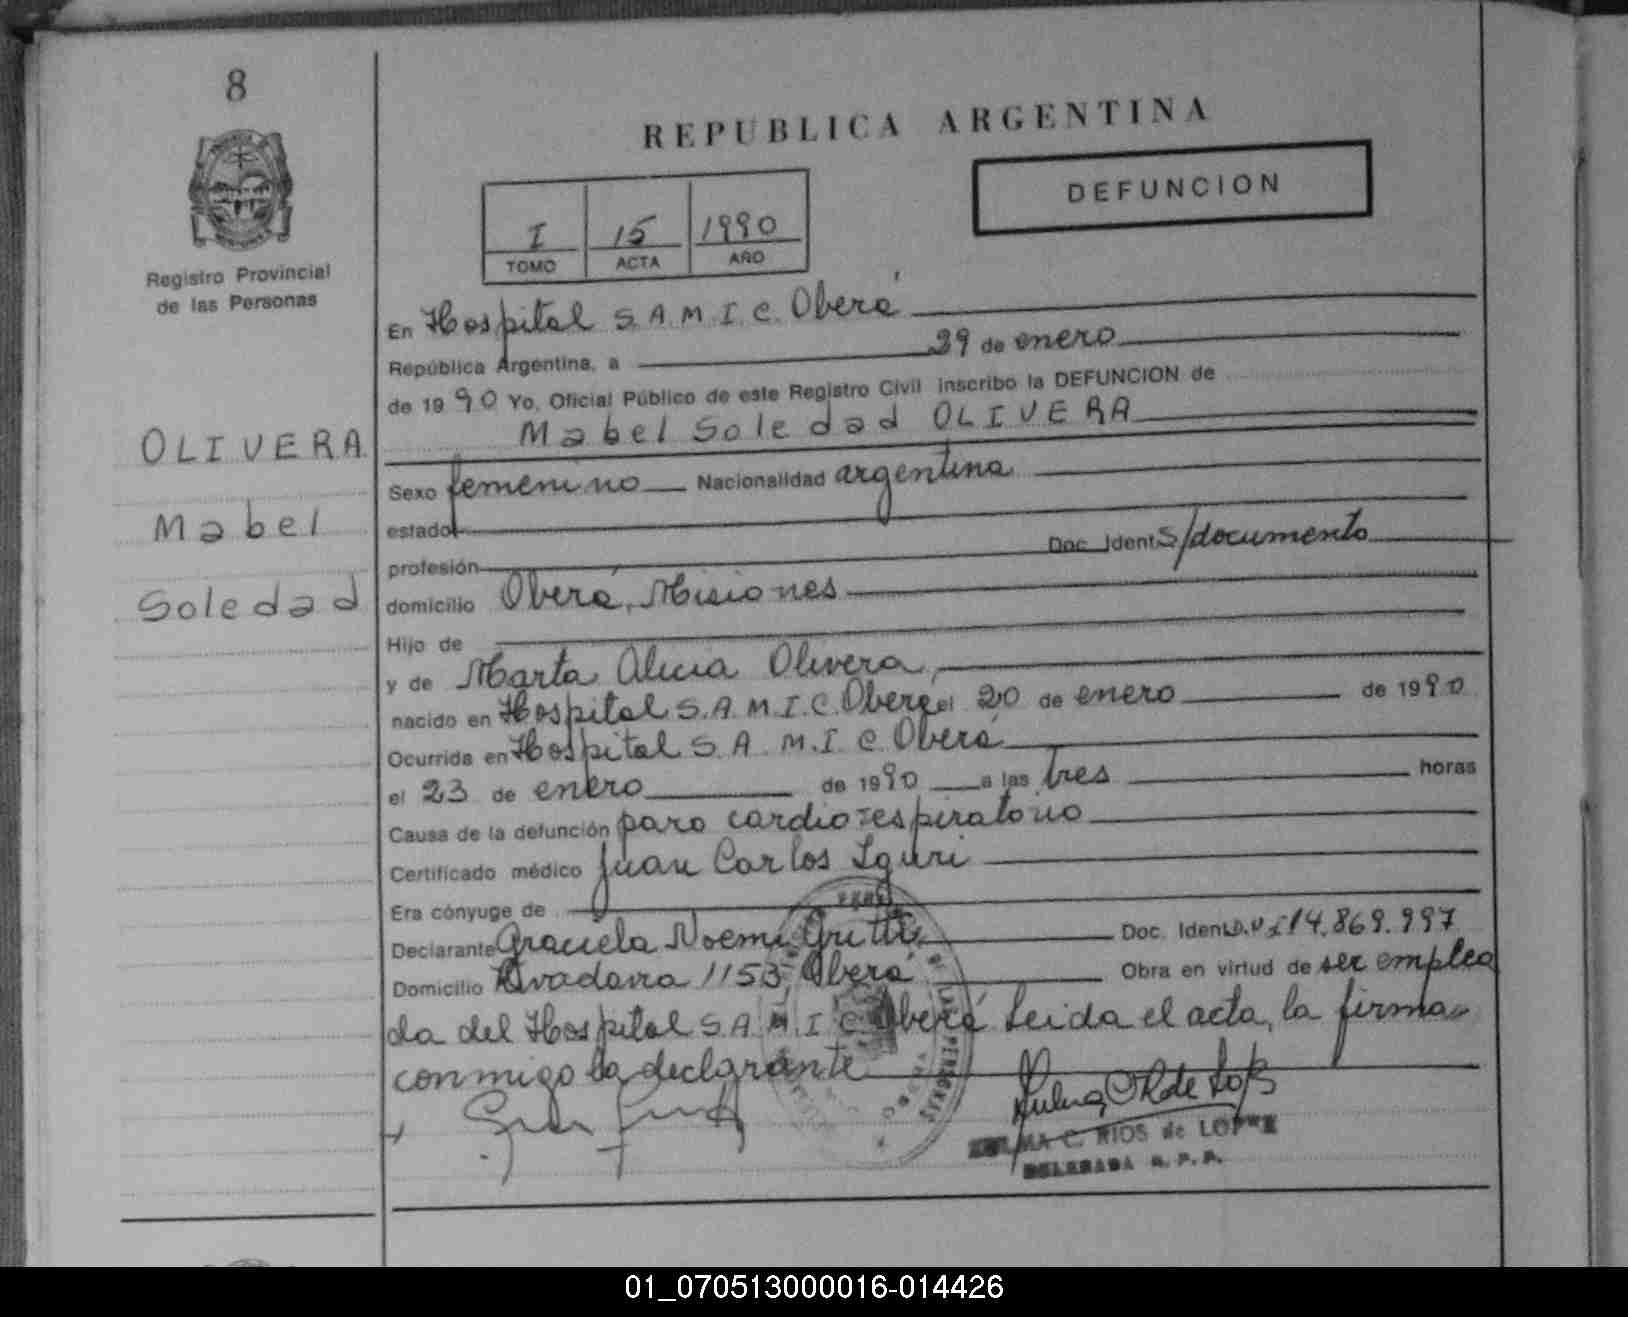 8
REPUBLICA ARGENTINA
DEFUNCION
I 15 1990
TOMO ACTA AÑO
Registro Provincial
de las Personas
En Hospital S.A.M.I.C. Oberá
República Argentina, a 29 de enero
de 1990 Yo, Oficial Público de este Registro Civil inscribo la DEFUNCION de
Mabel Soledad OLIVERA
OLIVERA
Mabel
Soledad
Sexo femenino Nacionalidad argentina
estado
profesión Doc. Ident. S/documento
domicilio Oberá, Misiones
Hijo de
y de Marta Alicia Olivera,
nacido en Hospital S.A.M.I.C. Oberá el 20 de enero de 1990
Ocurrida en Hospital S.A.M.I.C. Oberá
el 23 de enero de 1990 a las tres horas
Causa de la defunción paro cardiorespiratorio
Certificado médico Juan Carlos
Era cónyuge de
Declarante Graciela Noemi Doc. Ident. 14.869.997
Domicilio Rivadavia 1153, Oberá Obra en virtud de ser emplea
da del Hospital S.A.M.I.C. Oberá Leida el acta, la firma
conmigo la declarante
ZULMA C. RIOS de LOPEZ
DELEGADA R. P. P.
01_070513000016-014426